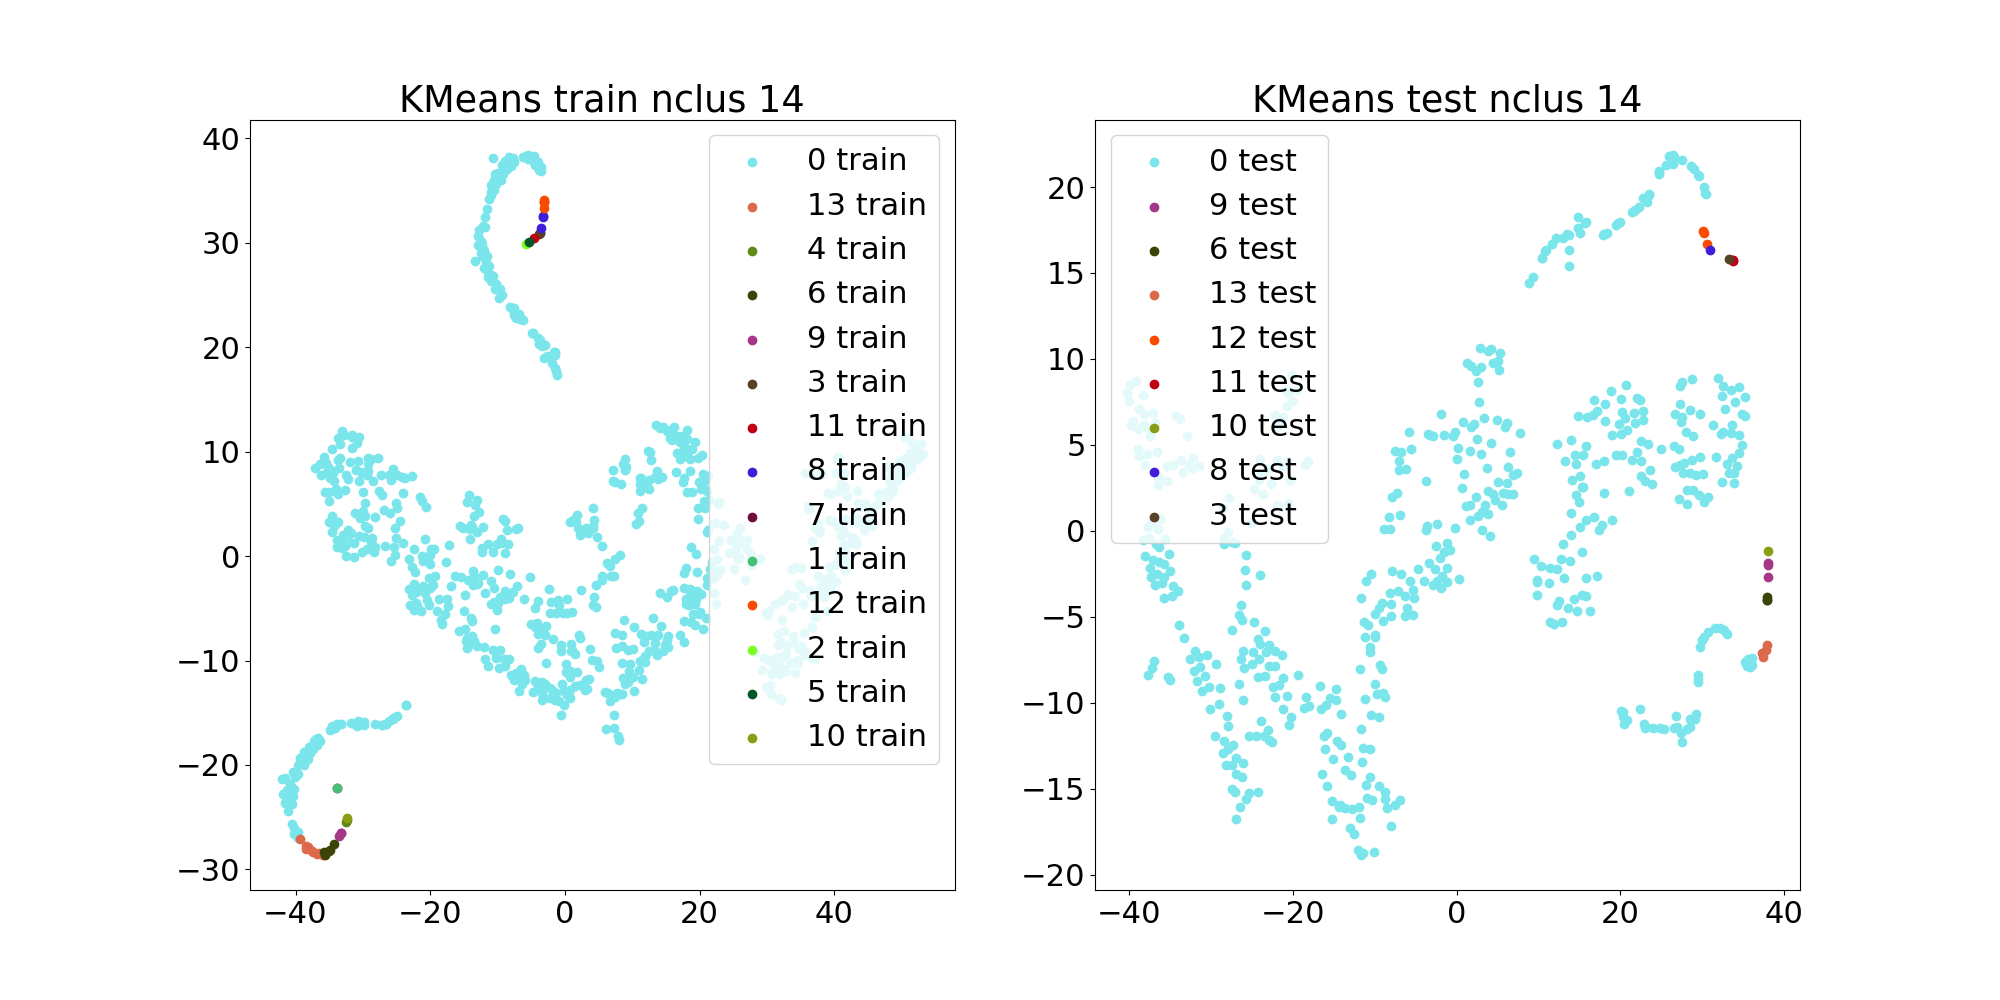 KMeans train nclus 14
40
30
20
10
0
−10
−20
−30
−40
−20
0
20
40
0 train
13 train
4 train
6 train
9 train
3 train
11 train
8 train
7 train
1 train
12 train
2 train
5 train
10 train
KMeans test nclus 14
20
15
10
5
0
−5
−10
−15
−20
−40
−20
0
20
40
0 test
9 test
6 test
13 test
12 test
11 test
10 test
8 test
3 test